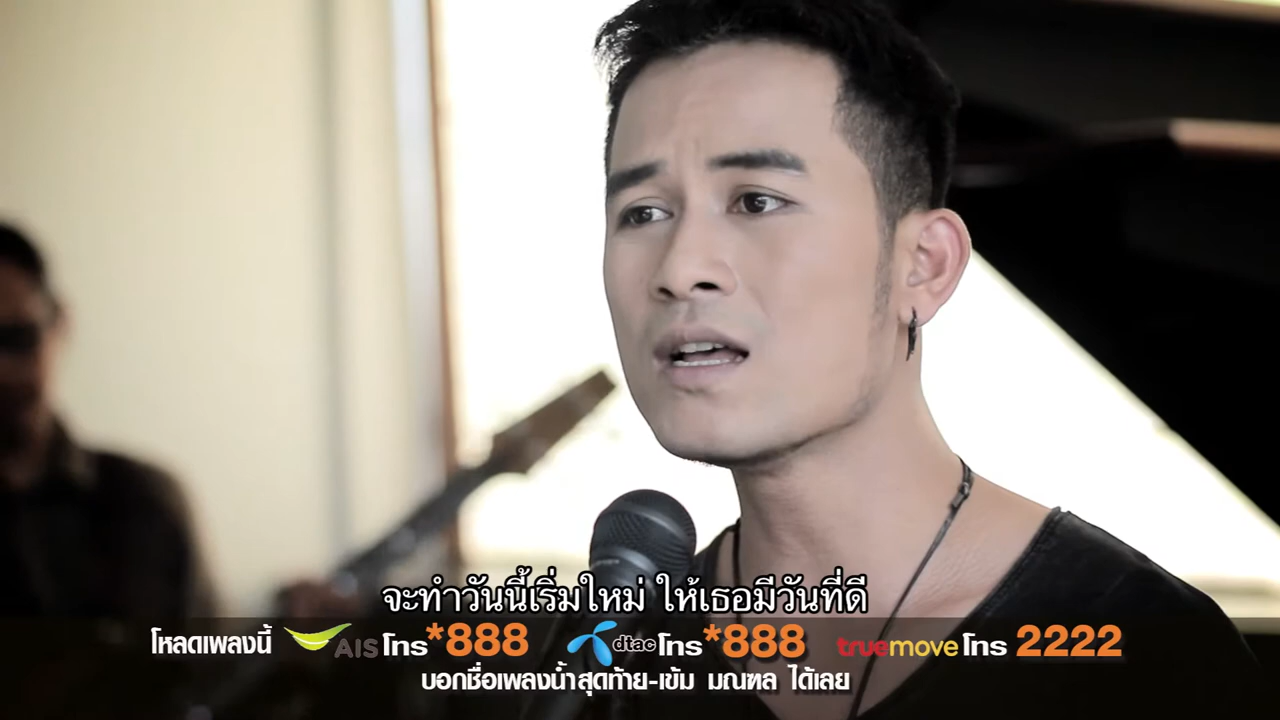 จะทำวันนี้เริ่มใหม่ ให้เธอมีวันที่ดี
โหลดเพลงนี้ AIS โทร *888 dtac โทร *888 truemove โทร 2222
บอกชื่อเพลงน้ำสุดท้าย-เข้ม มณฑล ได้เลย